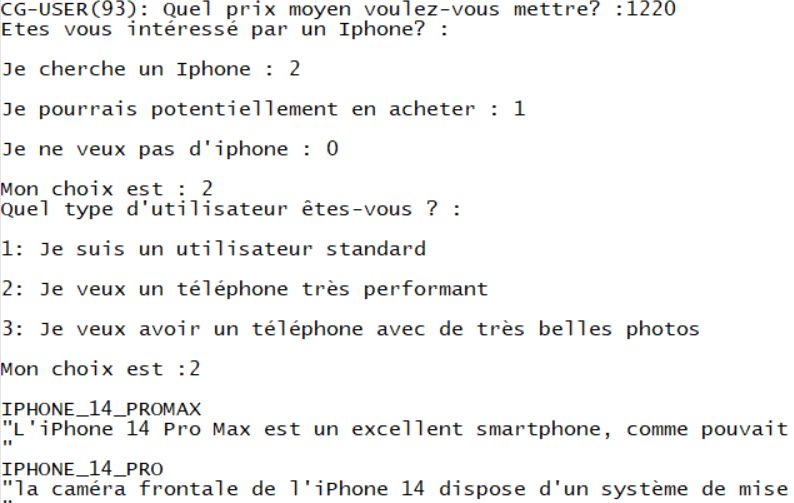 CG-USER(93): Quel prix moyen voulez-vous mettre? :1220
Etes vous intéressé par un Iphone? :
Je cherche un Iphone : 2
Je pourrais potentiellement en acheter : 1
Je ne veux pas d'iphone : 0
Mon choix est : 2
Quel type d'utilisateur êtes-vous ? :
1: Je suis un utilisateur standard
2: Je veux un téléphone très performant
3: Je veux avoir un téléphone avec de très belles photos
Mon choix est :2
IPHONE_14_PROMAX
"L'iPhone 14 Pro Max est un excellent smartphone, comme pouvait
"
IPHONE_14_PRO
"la caméra frontale de l'iPhone 14 dispose d'un système de mise
"